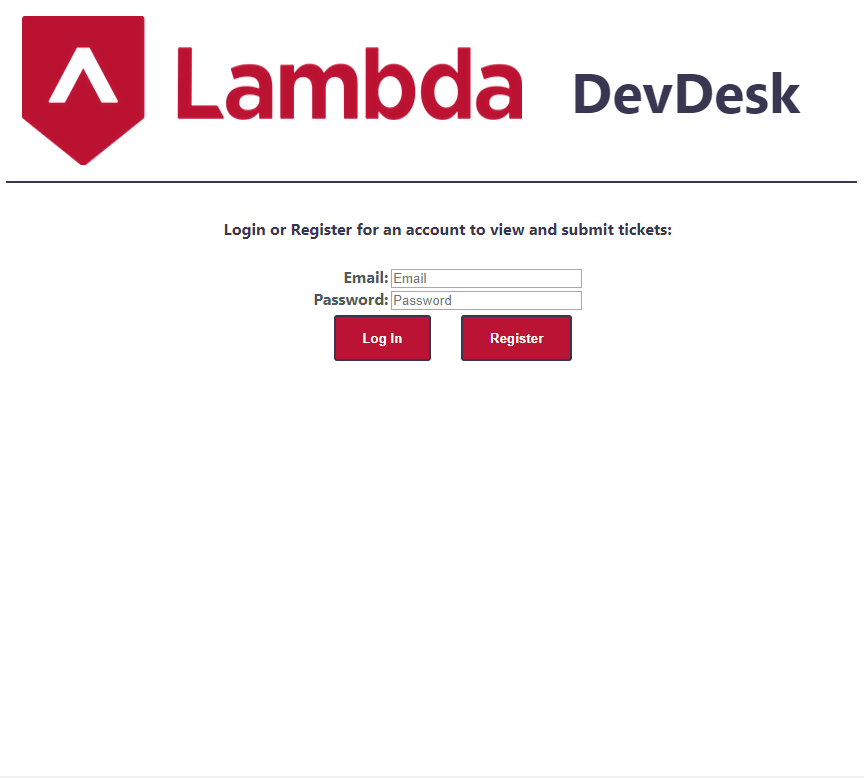 Lambda DevDesk
Login or Register for an account to view and submit tickets:
Email: Email
Password: Password
Log In Register